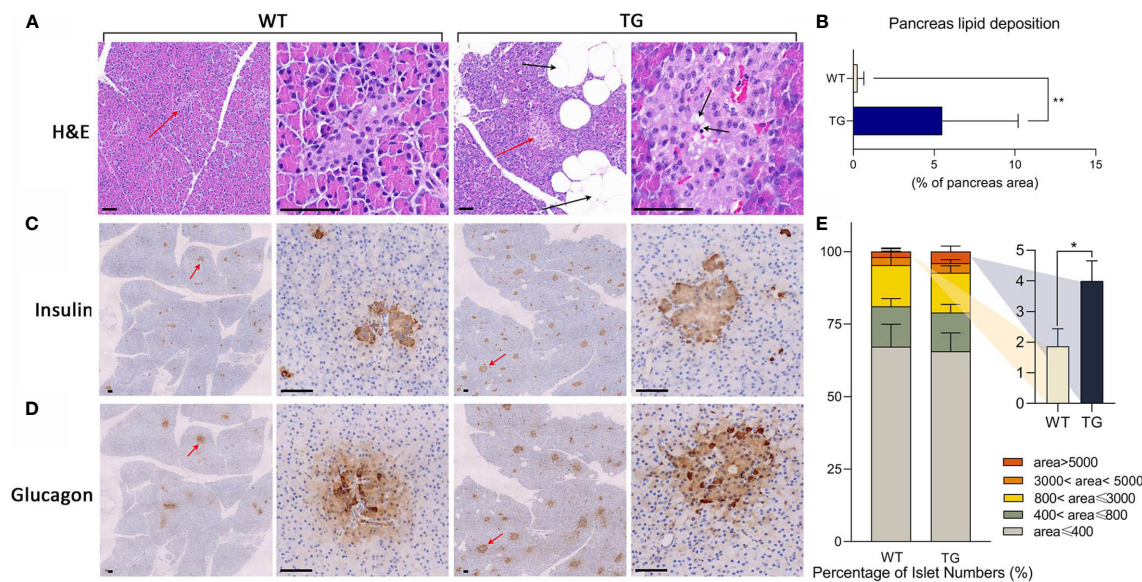 A
WT
TG
H&E
B
Pancreas lipid deposition
WT
TG
**
0
5
10
15
(% of pancreas area)
C
Insulin
D
Glucagon
E
100
75
50
25
0
WT
TG
Percentage of Islet Numbers (%)
5
4
3
2
1
0
*
WT
TG
area>5000
3000< area< 5000
800< area⩽3000
400< area⩽800
area⩽400